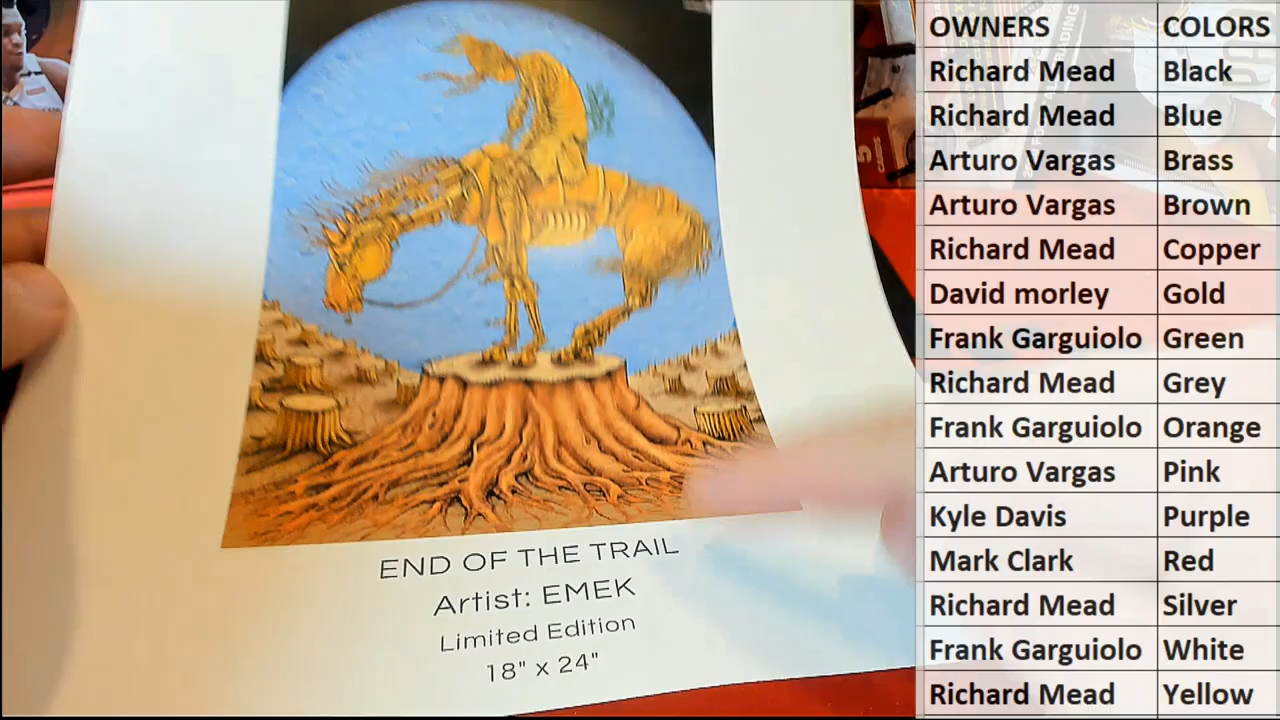 END OF THE TRAIL
Artist: EMEK
Limited Edition
18" x 24"
OWNERS COLORS
Richard Mead Black
Richard Mead Blue
Arturo Vargas Brass
Arturo Vargas Brown
Richard Mead Copper
David morley Gold
Frank Garguiolo Green
Richard Mead Grey
Frank Garguiolo Orange
Arturo Vargas Pink
Kyle Davis Purple
Mark Clark Red
Richard Mead Silver
Frank Garguiolo White
Richard Mead Yellow